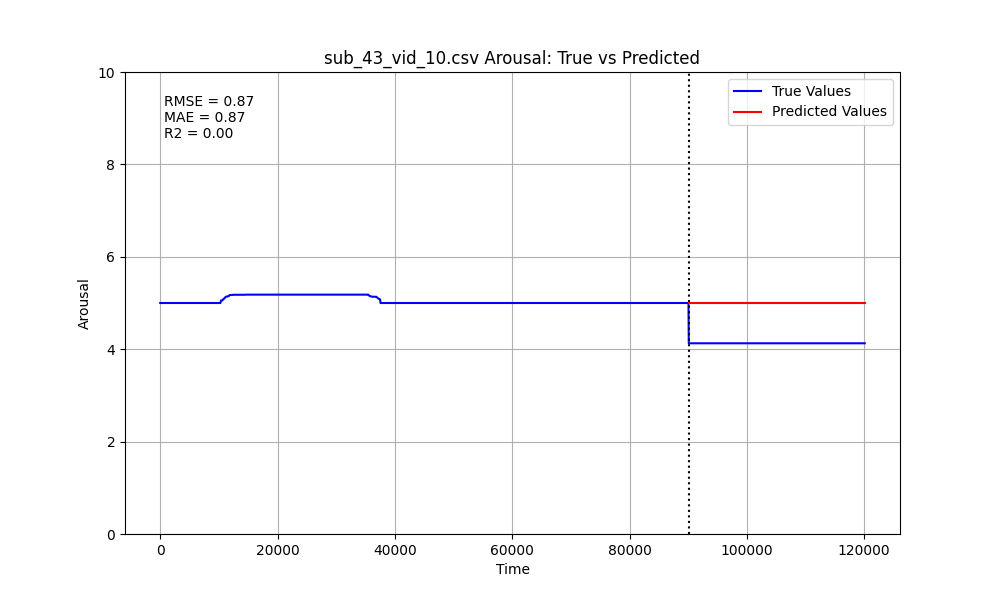 sub_43_vid_10.csv Arousal: True vs Predicted
RMSE = 0.87
MAE = 0.87
R2 = 0.00
True Values
Predicted Values
Arousal
10
8
6
4
2
0
0 20000 40000 60000 80000 100000 120000
Time